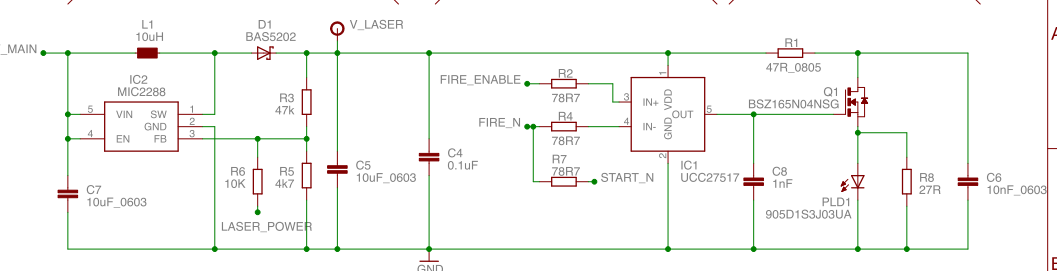 _MAIN
L1
10uH
D1
BAS5202
V_LASER
IC2
MIC2288
5
VIN
SW
1
GND
2
4
EN
FB
3
R3
47k
R6
10K
R5
4k7
LASER_POWER
C7
10uF_0603
C5
10uF_0603
C4
0.1uF
GND
FIRE_ENABLE
R2
78R7
FIRE_N
R4
78R7
R7
78R7
START_N
3
IN+
4
IN-
1
VDD
GND
2
OUT
5
IC1
UCC27517
R1
47R_0805
Q1
BSZ165N04NSG
C8
1nF
PLD1
905D1S3J03UA
R8
27R
C6
10nF_0603
A